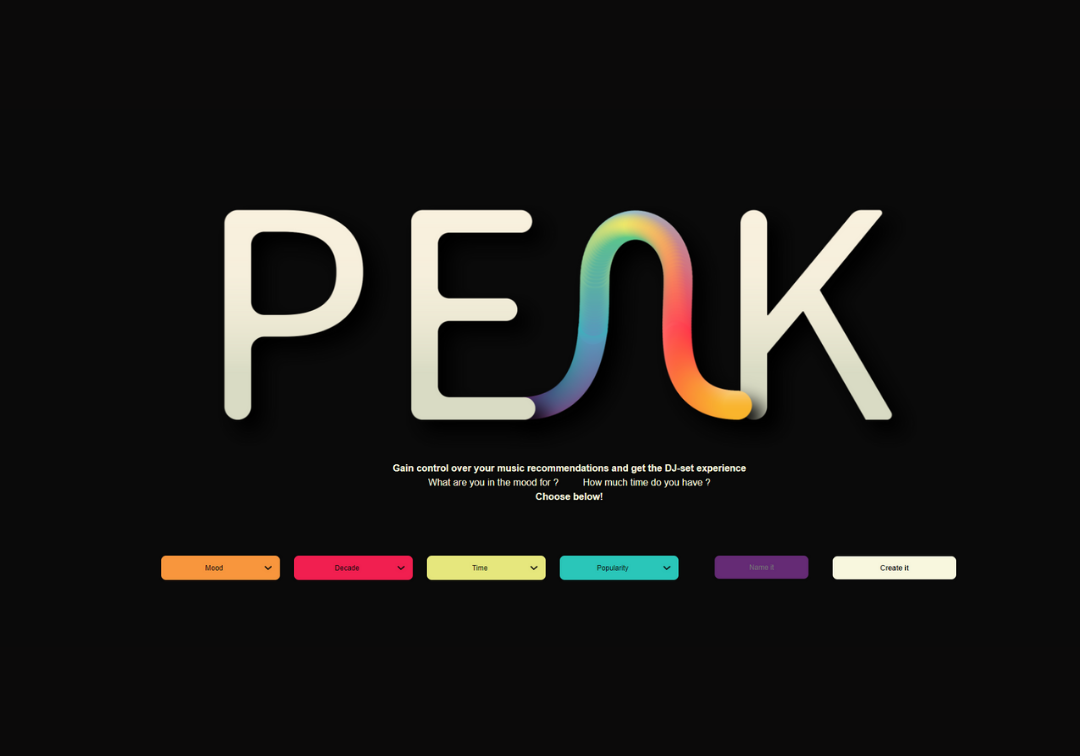 PEAK
Gain control over your music recommendations and get the DJ-set experience
What are you in the mood for ? How much time do you have ?
Choose below!
Mood Decade Time Popularity Name it Create it